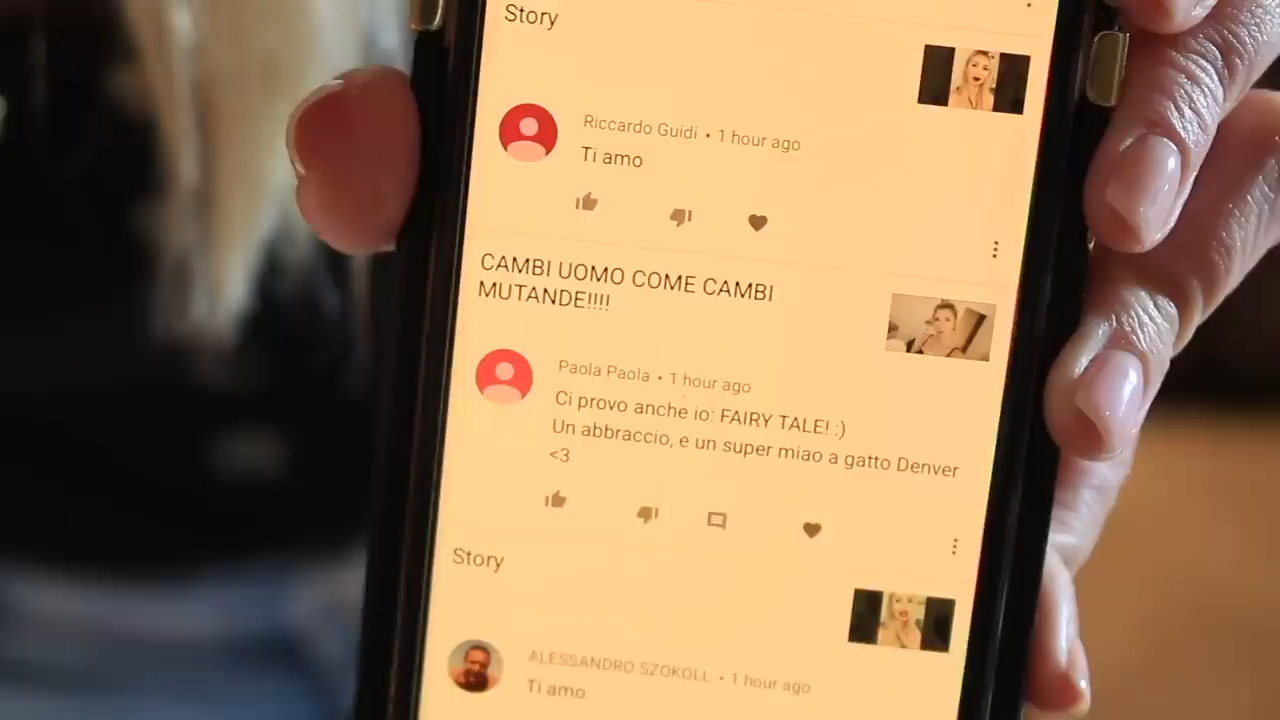 Story
Riccardo Guidi • 1 hour ago
Ti amo
CAMBI UOMO COME CAMBI
MUTANDE!!!!
Paola Paola • 1 hour ago
Ci provo anche io: FAIRY TALE! :)
Un abbraccio, e un super miao a gatto Denver
<3
Story
ALESSANDRO SZOKOLL • 1 hour ago
Ti amo